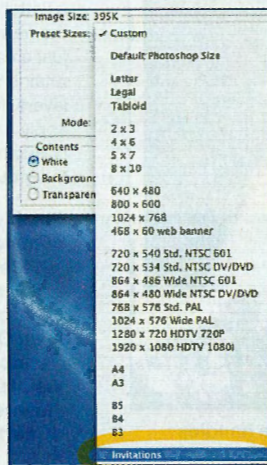 Image Size: 395K
Preset Sizes: ✓ Custom
Default Photoshop Size
Letter
Legal
Tabloid
Mode:
2 x 3
4 x 6
5 x 7
8 x 10
Contents
White
Background
Transparen
640 x 480
800 x 600
1024 x 768
468 x 60 web banner
720 x 540 Std. NTSC 601
720 x 534 Std. NTSC DV/DVD
864 x 486 Wide NTSC 601
864 x 480 Wide NTSC DV/DVD
768 x 576 Std. PAL
1024 x 576 Wide PAL
1280 x 720 HDTV 720P
1920 x 1080 HDTV 1080i
A4
A3
B5
B4
B3
Invitations